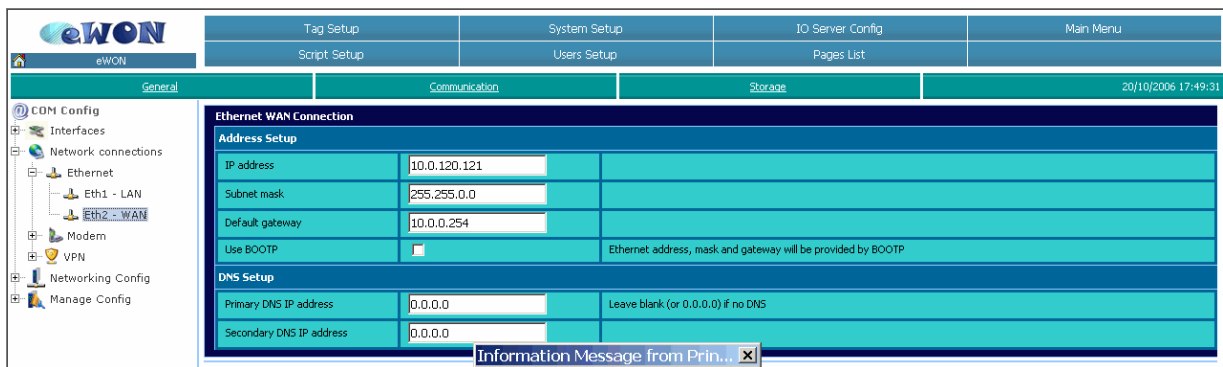 eWON
eWON
Tag Setup
System Setup
IO Server Config
Main Menu
Script Setup
Users Setup
Pages List
General
Communication
Storage
20/10/2006 17:49:31
COM Config
Interfaces
Network connections
Ethernet
Eth1 - LAN
Eth2 - WAN
Modem
VPN
Networking Config
Manage Config
Ethernet WAN Connection
Address Setup
IP address 10.0.120.121
Subnet mask 255.255.0.0
Default gateway 10.0.0.254
Use BOOTP Ethernet address, mask and gateway will be provided by BOOTP
DNS Setup
Primary DNS IP address 0.0.0.0 Leave blank (or 0.0.0.0) if no DNS
Secondary DNS IP address 0.0.0.0
Information Message from Prin...